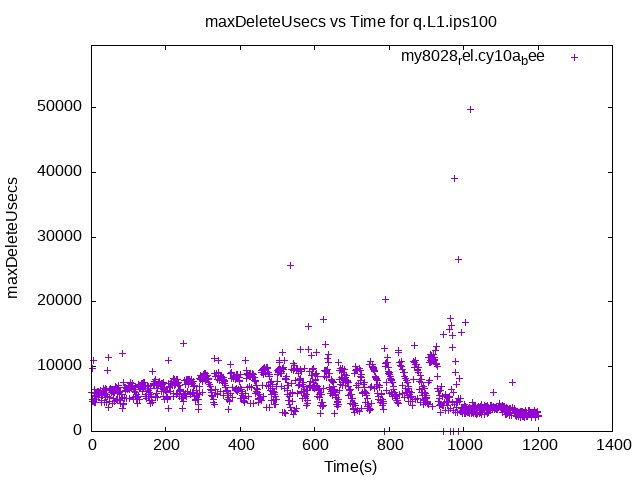 maxDeleteUsecs vs Time for q.L1.ips100
my8028rel.cy10abee
50000
40000
30000
20000
10000
0
maxDeleteUsecs
0 200 400 600 800 1000 1200 1400
Time(s)